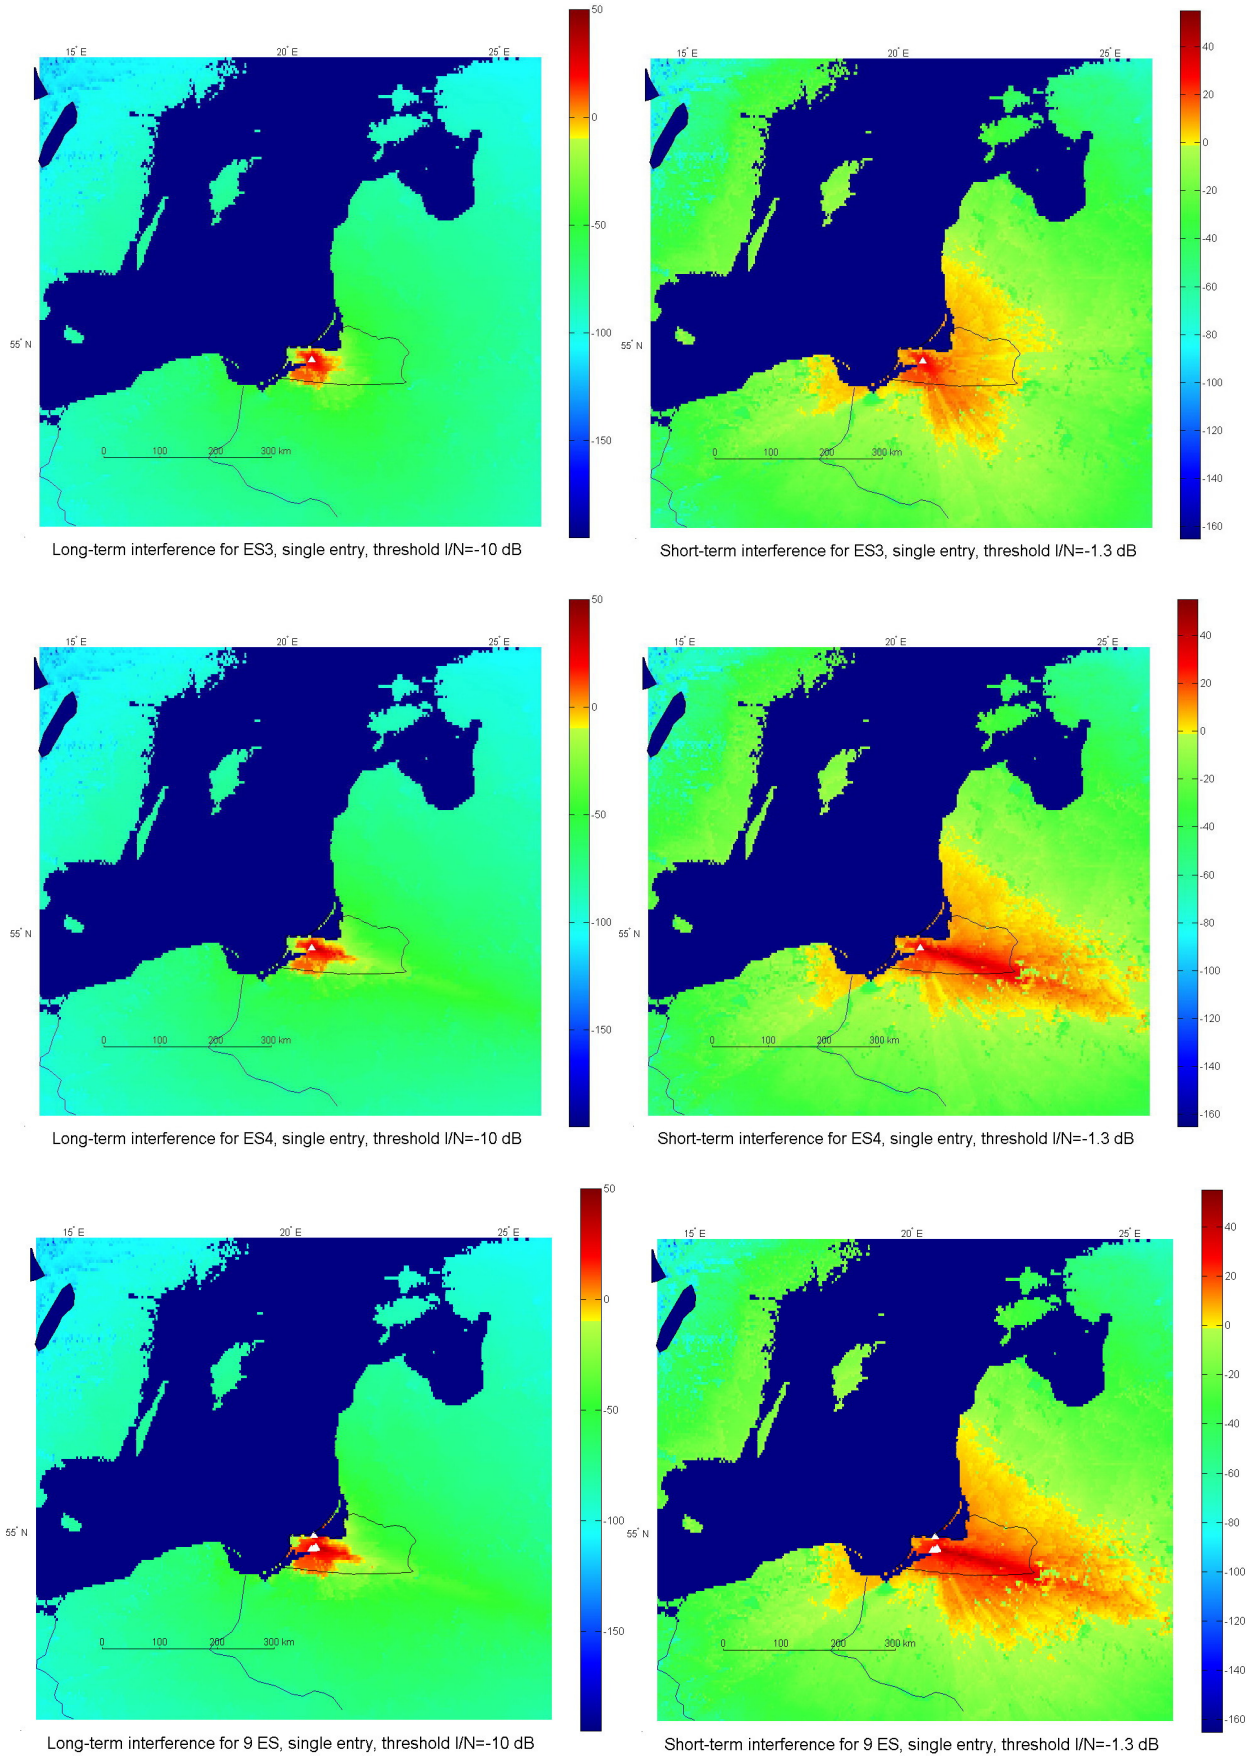 50
15° E 20° E 25° E
0
-50
55° N
-100
-150
0 100 200 300 km
Long-term interference for ES3, single entry, threshold I/N=-10 dB
15° E 20° E 25° E
40
20
0
-20
-40
-60
-80
-100
-120
-140
-160
0 100 200 300 km
Short-term interference for ES3, single entry, threshold I/N=-1.3 dB
50
15° E 20° E 25° E
0
-50
55° N
-100
-150
0 100 200 300 km
Long-term interference for ES4, single entry, threshold I/N=-10 dB
15° E 20° E 25° E
40
20
0
-20
-40
-60
-80
-100
-120
-140
-160
0 100 200 300 km
Short-term interference for ES4, single entry, threshold I/N=-1.3 dB
50
15° E 20° E 25° E
0
-50
55° N
-100
-150
0 100 200 300 km
Long-term interference for 9 ES, single entry, threshold I/N=-10 dB
15° E 20° E 25° E
40
20
0
-20
-40
-60
-80
-100
-120
-140
-160
0 100 200 300 km
Short-term interference for 9 ES, single entry, threshold I/N=-1.3 dB